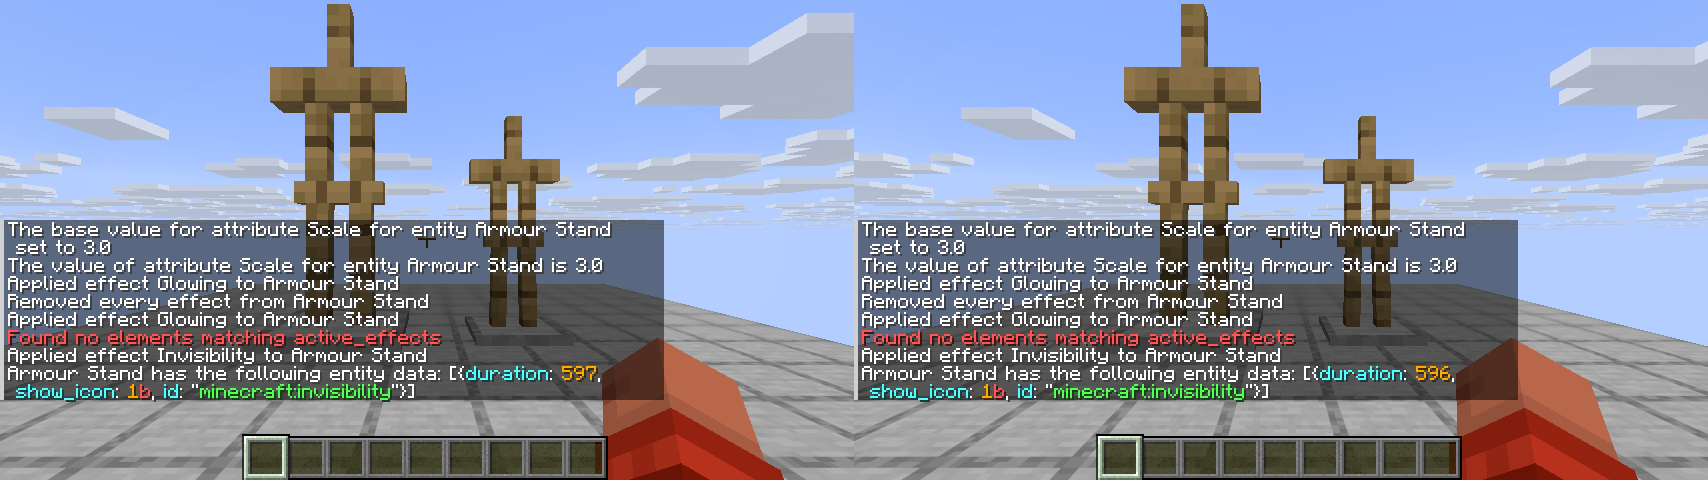 The base value for attribute Scale for entity Armour Stand
set to 3.0
The value of attribute Scale for entity Armour Stand is 3.0
Applied effect Glowing to Armour Stand
Removed every effect from Armour Stand
Applied effect Glowing to Armour Stand
Found no elements matching active_effects
Applied effect Invisibility to Armour Stand
Armour Stand has the following entity data: [{duration: 597,
show_icon: 1b, id: "minecraft:invisibility"}]
The base value for attribute Scale for entity Armour Stand
set to 3.0
The value of attribute Scale for entity Armour Stand is 3.0
Applied effect Glowing to Armour Stand
Removed every effect from Armour Stand
Applied effect Glowing to Armour Stand
Found no elements matching active_effects
Applied effect Invisibility to Armour Stand
Armour Stand has the following entity data: [{duration: 596,
show_icon: 1b, id: "minecraft:invisibility"}]